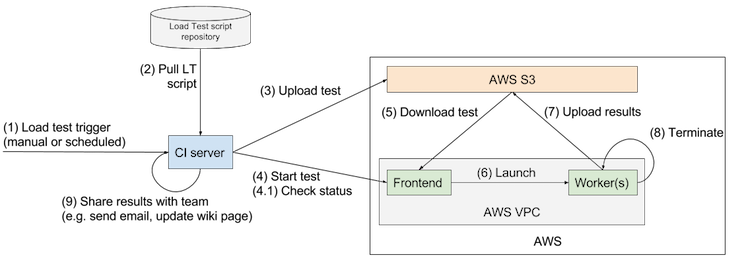 Load Test script
repository
(2) Pull LT
script
(3) Upload test
AWS S3
(1) Load test trigger
(manual or scheduled)
(5) Download test
(7) Upload results
(8) Terminate
CI server
(4) Start test
(4.1) Check status
Frontend
(6) Launch
Worker(s)
(9) Share results with team
(e.g. send email, update wiki page)
AWS VPC
AWS